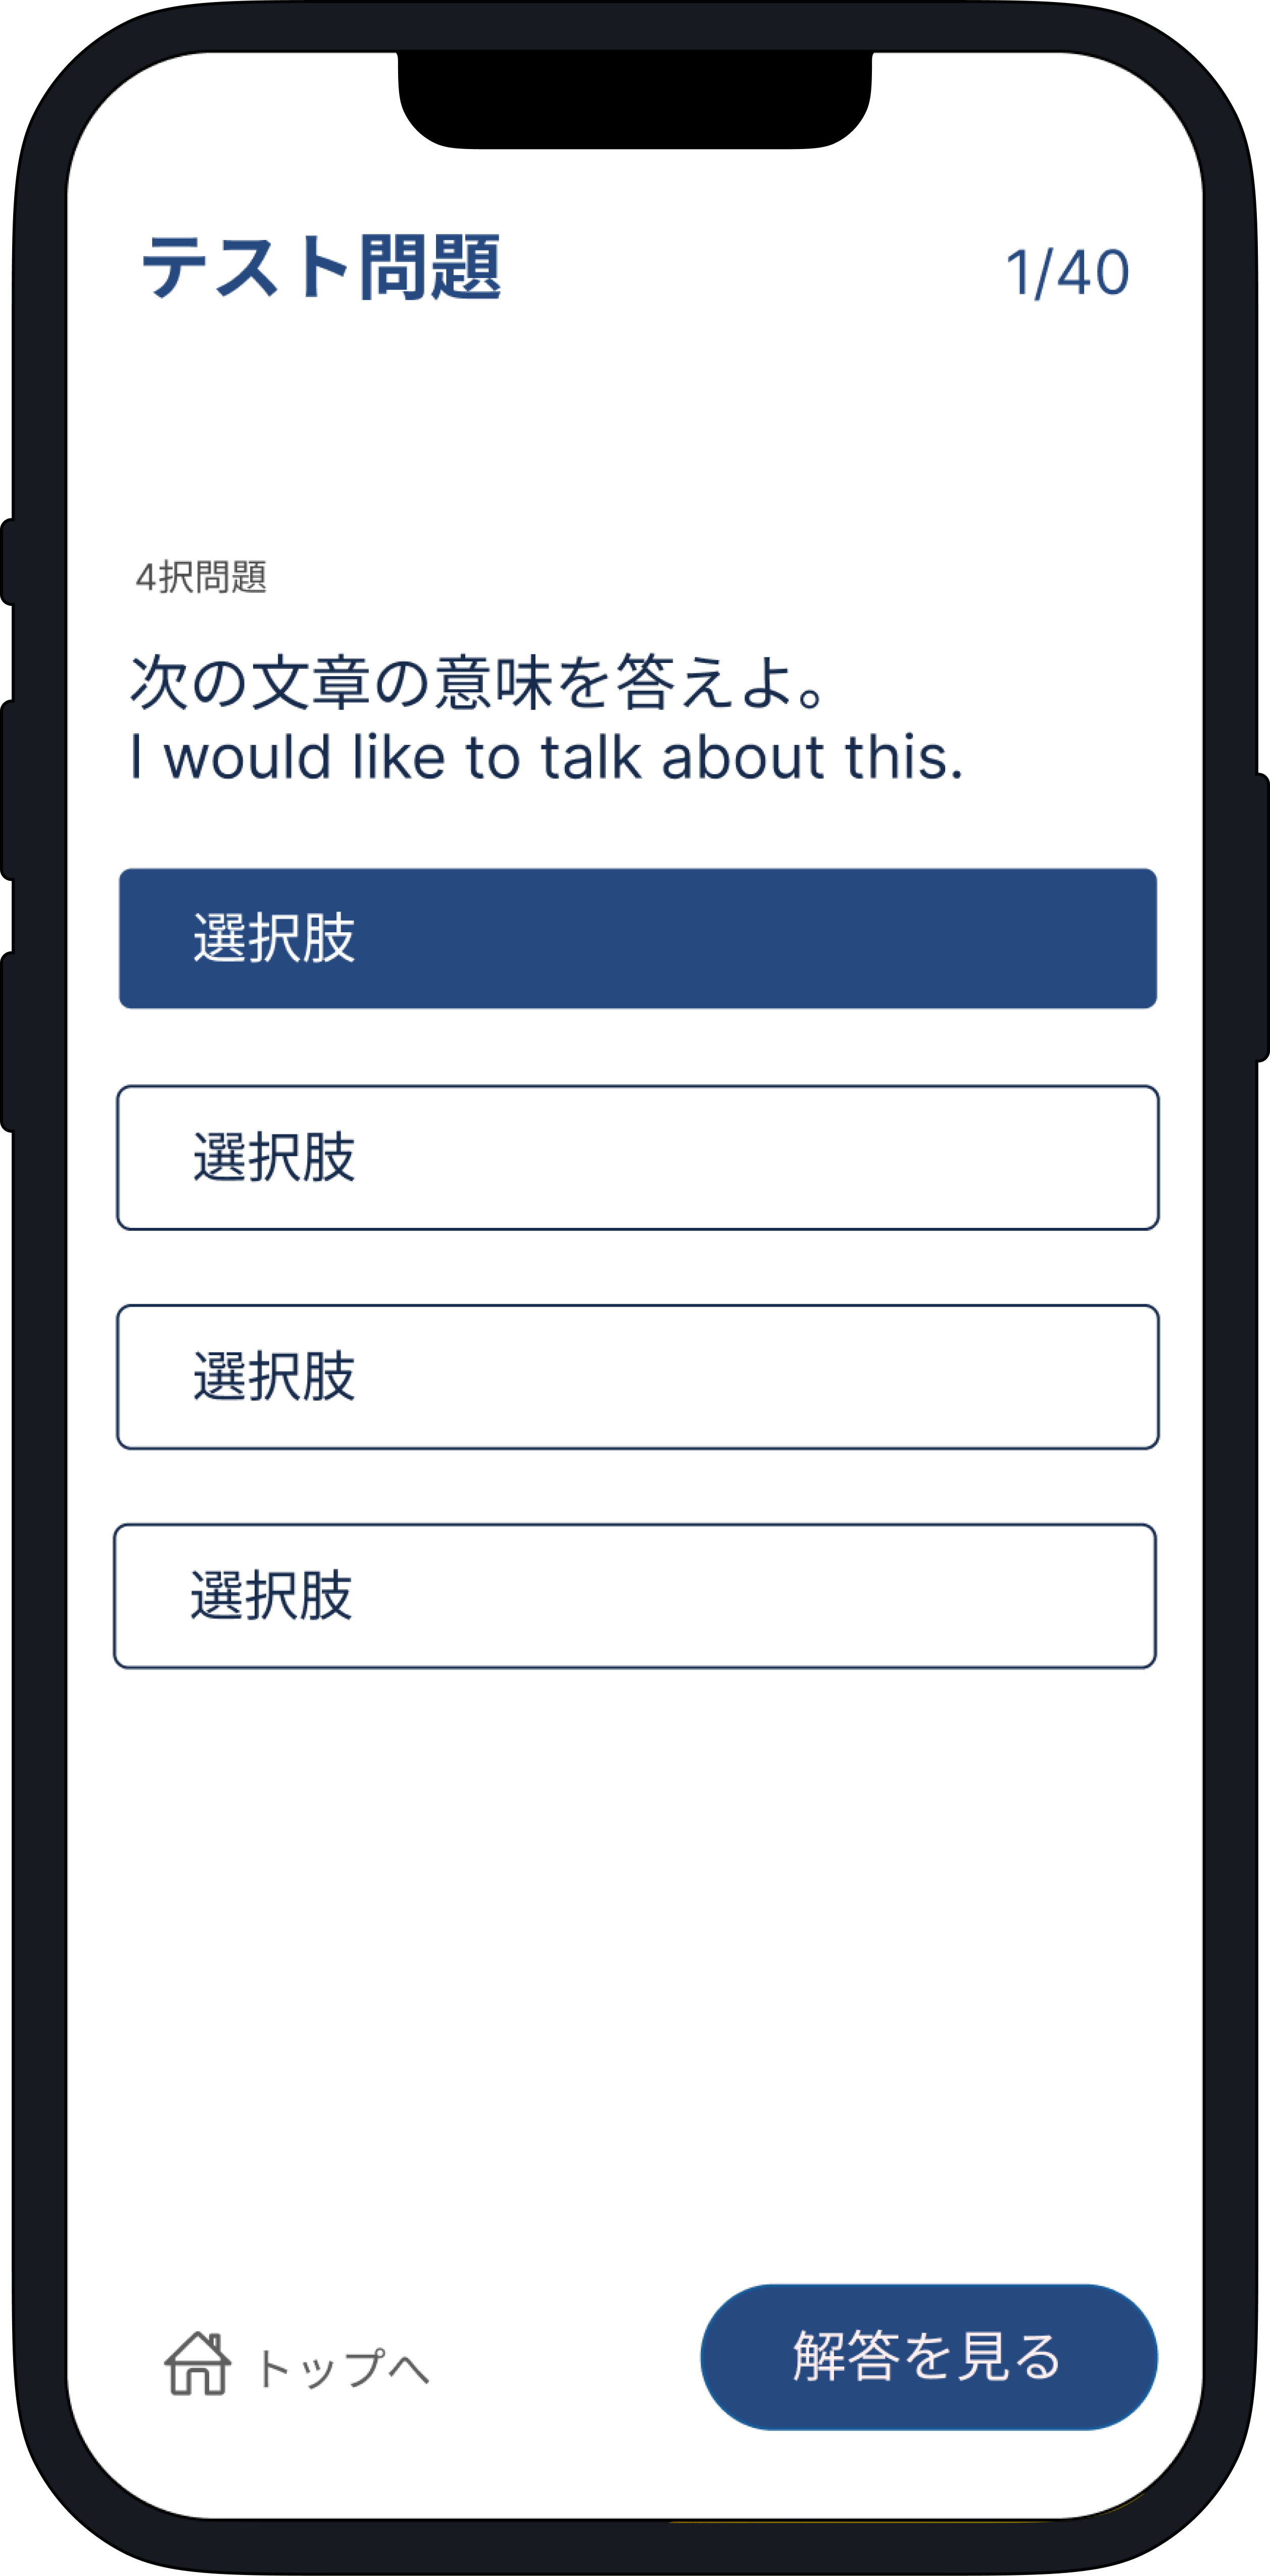 テスト問題
1/40
4択問題
次の文章の意味を答えよ。
I would like to talk about this.
選択肢
選択肢
選択肢
選択肢
トップへ
解答を見る